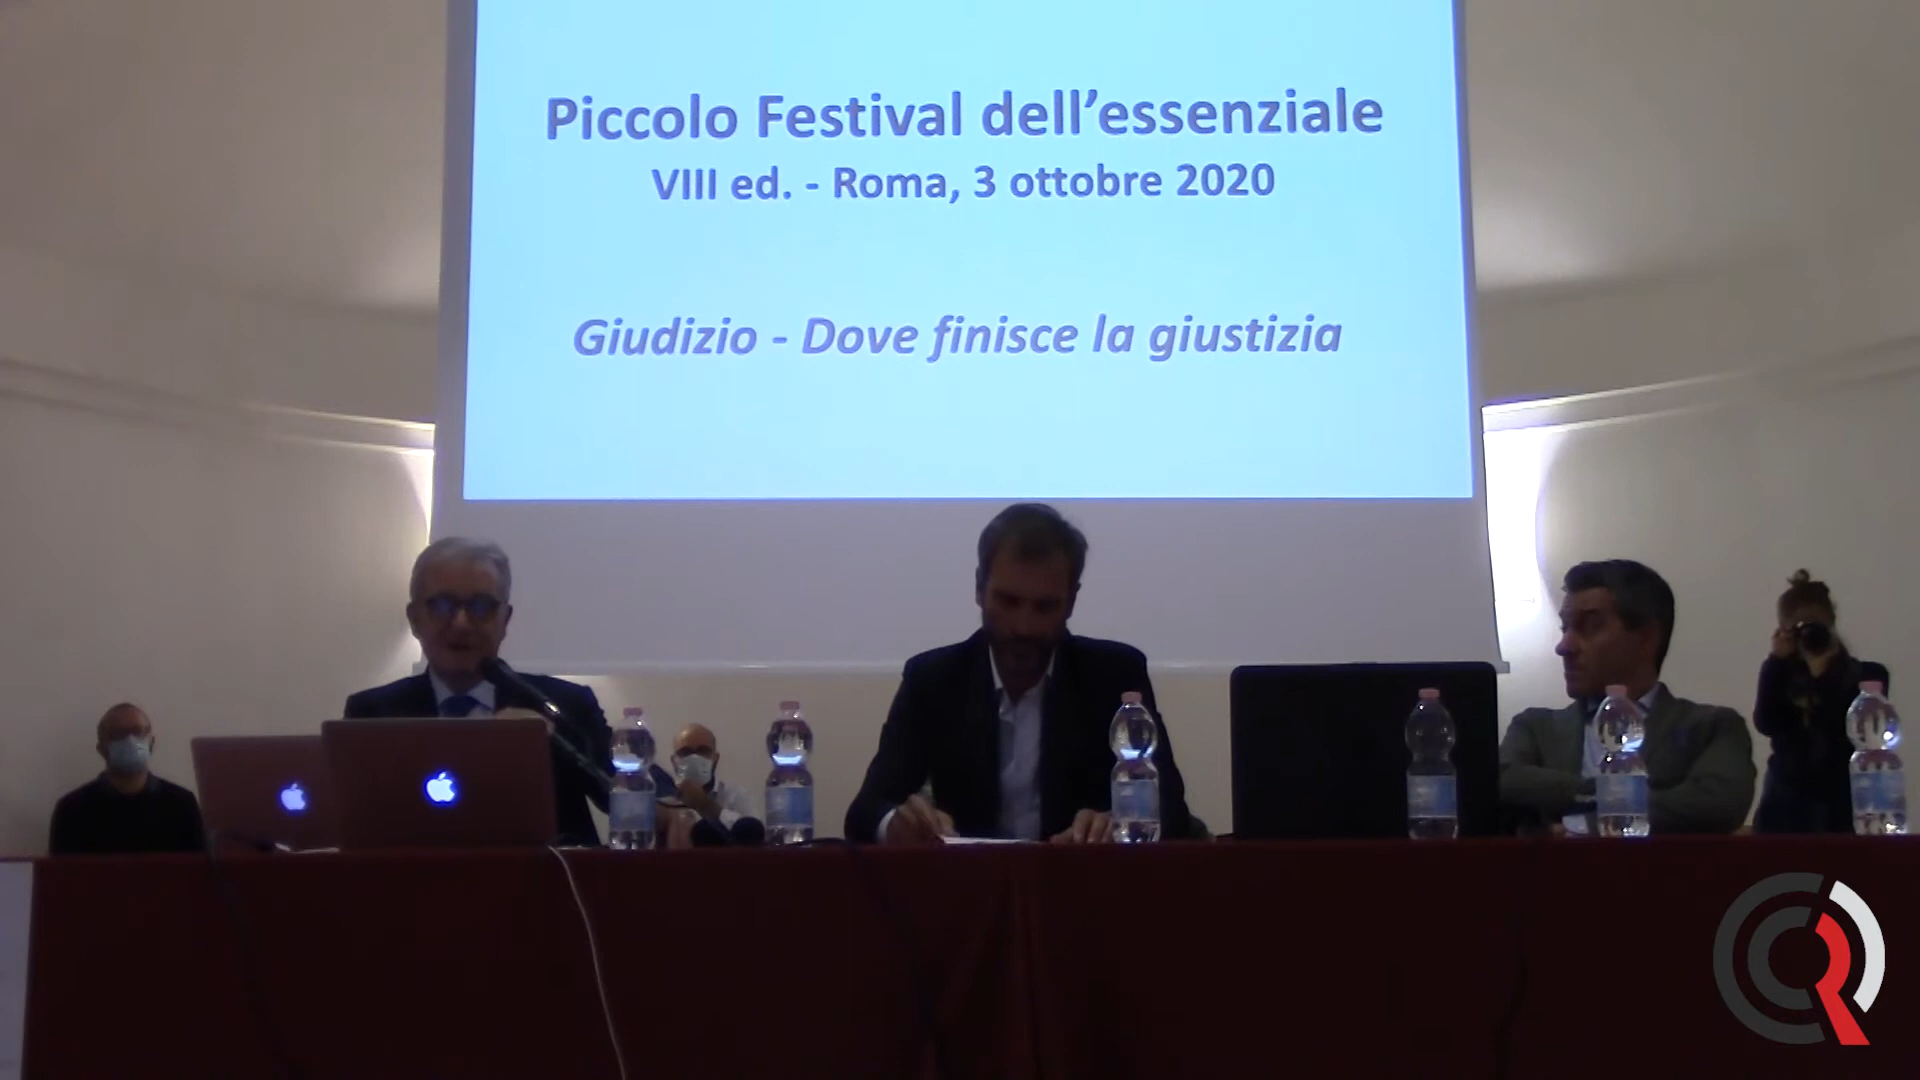 Piccolo Festival dell’essenziale
VIII ed. - Roma, 3 ottobre 2020
Giudizio - Dove finisce la giustizia